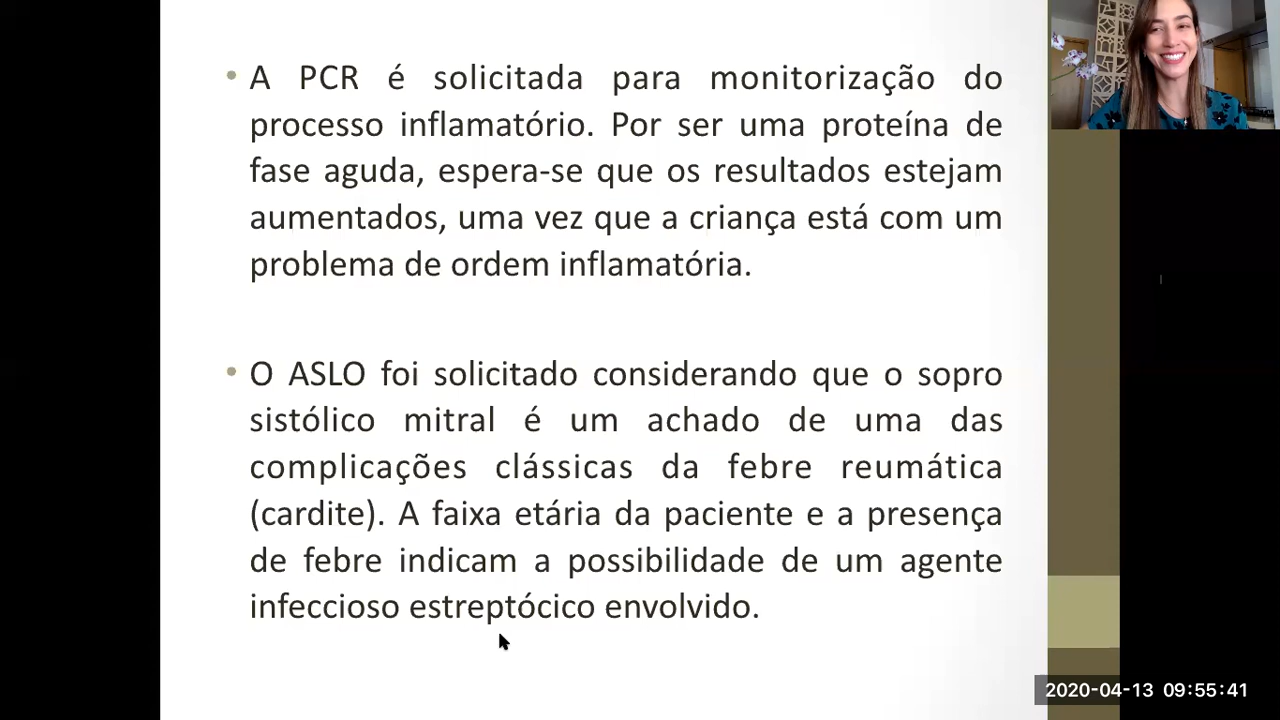 • A PCR é solicitada para monitorização do
processo inflamatório. Por ser uma proteína de
fase aguda, espera-se que os resultados estejam
aumentados, uma vez que a criança está com um
problema de ordem inflamatória.
• O ASLO foi solicitado considerando que o sopro
sistólico mitral é um achado de uma das
complicações clássicas da febre reumática
(cardite). A faixa etária da paciente e a presença
de febre indicam a possibilidade de um agente
infeccioso estreptócico envolvido.
2020-04-13 09:55:41